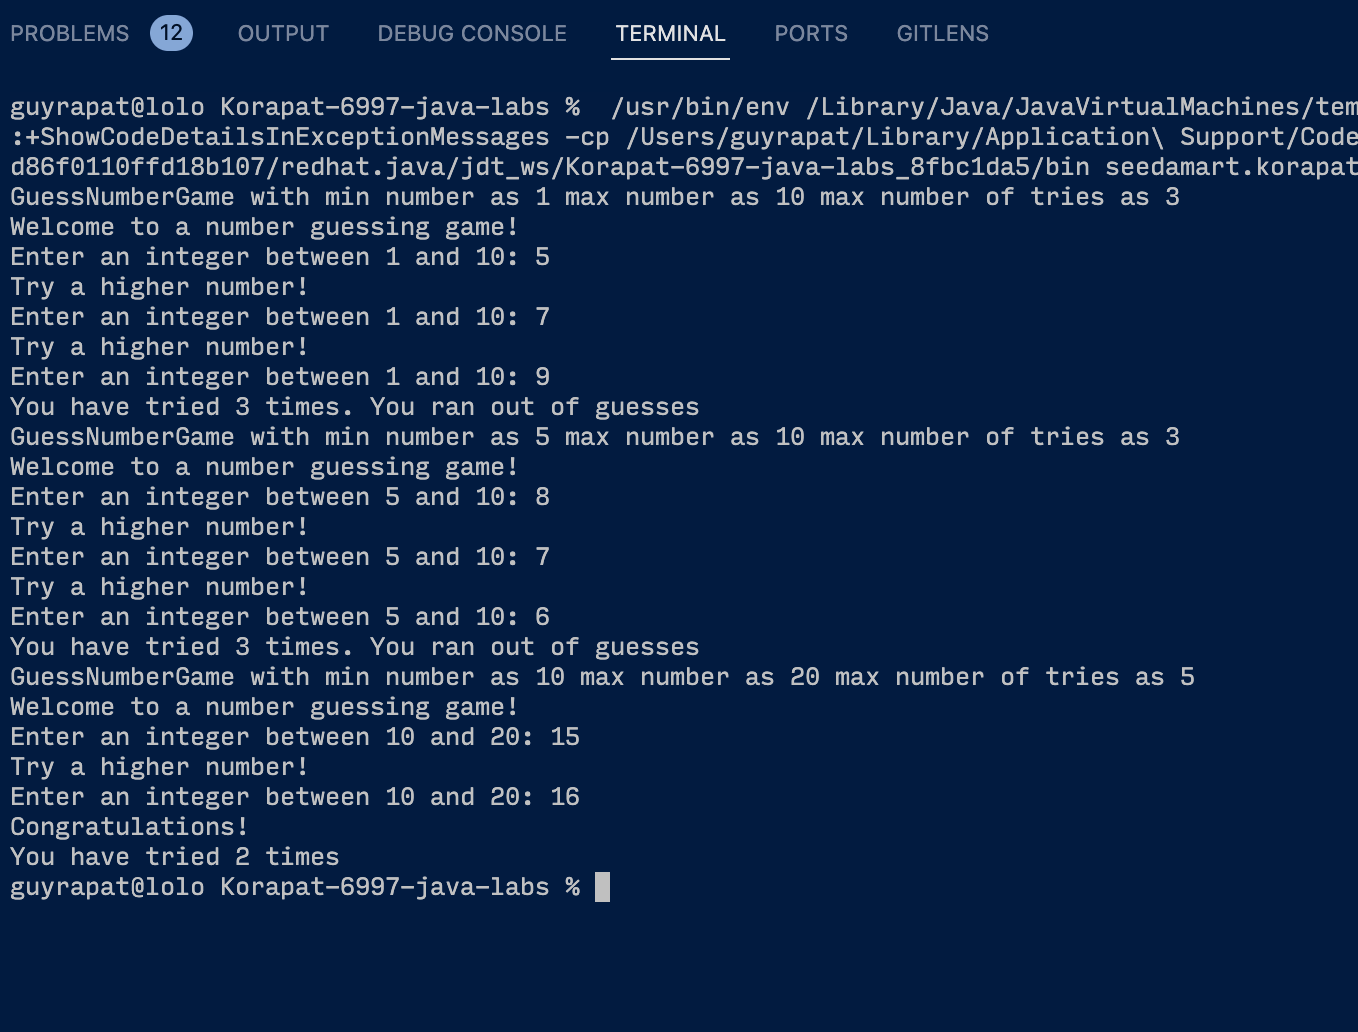 PROBLEMS 12 OUTPUT DEBUG CONSOLE TERMINAL PORTS GITLENS
guyrapat@lolo Korapat-6997-java-labs %  /usr/bin/env /Library/Java/JavaVirtualMachines/tem
:+ShowCodeDetailsInExceptionMessages -cp /Users/guyrapat/Library/Application\ Support/Code
d86f0110ffd18b107/redhat.java/jdt_ws/Korapat-6997-java-labs_8fbc1da5/bin seedamart.korapat
GuessNumberGame with min number as 1 max number as 10 max number of tries as 3
Welcome to a number guessing game!
Enter an integer between 1 and 10: 5
Try a higher number!
Enter an integer between 1 and 10: 7
Try a higher number!
Enter an integer between 1 and 10: 9
You have tried 3 times. You ran out of guesses
GuessNumberGame with min number as 5 max number as 10 max number of tries as 3
Welcome to a number guessing game!
Enter an integer between 5 and 10: 8
Try a higher number!
Enter an integer between 5 and 10: 7
Try a higher number!
Enter an integer between 5 and 10: 6
You have tried 3 times. You ran out of guesses
GuessNumberGame with min number as 10 max number as 20 max number of tries as 5
Welcome to a number guessing game!
Enter an integer between 10 and 20: 15
Try a higher number!
Enter an integer between 10 and 20: 16
Congratulations!
You have tried 2 times
guyrapat@lolo Korapat-6997-java-labs %